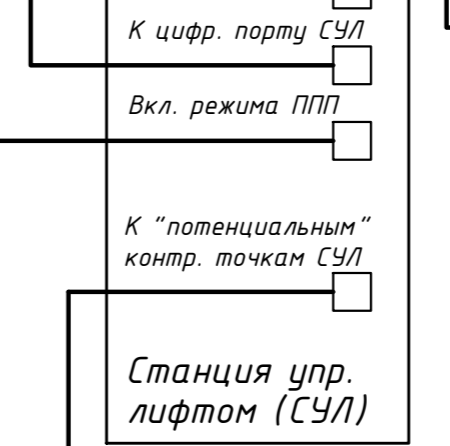 К цифр. порту СУЛ
Вкл. режима ППП
К "потенциальным"
контр. точкам СУЛ
Станция упр.
лифтом (СУЛ)